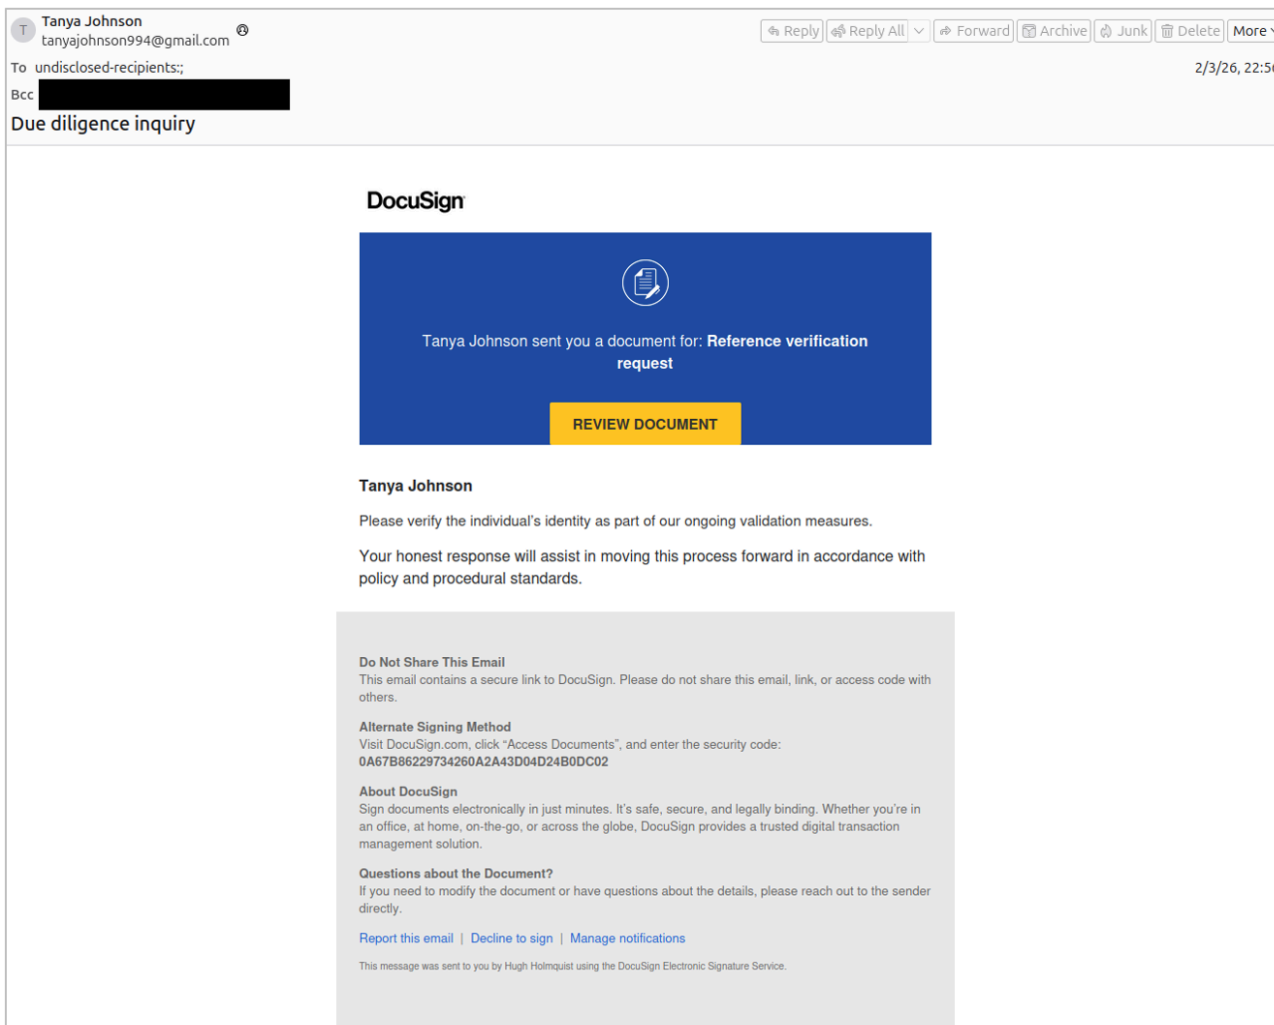 T
Tanya Johnson
tanyajohnson994@gmail.com
Reply Reply All Forward Archive Junk Delete More
To undisclosed-recipients:;
2/3/26, 22:56
Bcc
Due diligence inquiry
DocuSign
Tanya Johnson sent you a document for: Reference verification
request
REVIEW DOCUMENT
Tanya Johnson
Please verify the individual’s identity as part of our ongoing validation measures.
Your honest response will assist in moving this process forward in accordance with
policy and procedural standards.
Do Not Share This Email
This email contains a secure link to DocuSign. Please do not share this email, link, or access code with
others.
Alternate Signing Method
Visit DocuSign.com, click “Access Documents”, and enter the security code:
0A67B86229734260A2A43D04D24B0DC02
About DocuSign
Sign documents electronically in just minutes. It’s safe, secure, and legally binding. Whether you’re in
an office, at home, on-the-go, or across the globe, DocuSign provides a trusted digital transaction
management solution.
Questions about the Document?
If you need to modify the document or have questions about the details, please reach out to the sender
directly.
Report this email | Decline to sign | Manage notifications
This message was sent to you by Hugh Holmquist using the DocuSign Electronic Signature Service.